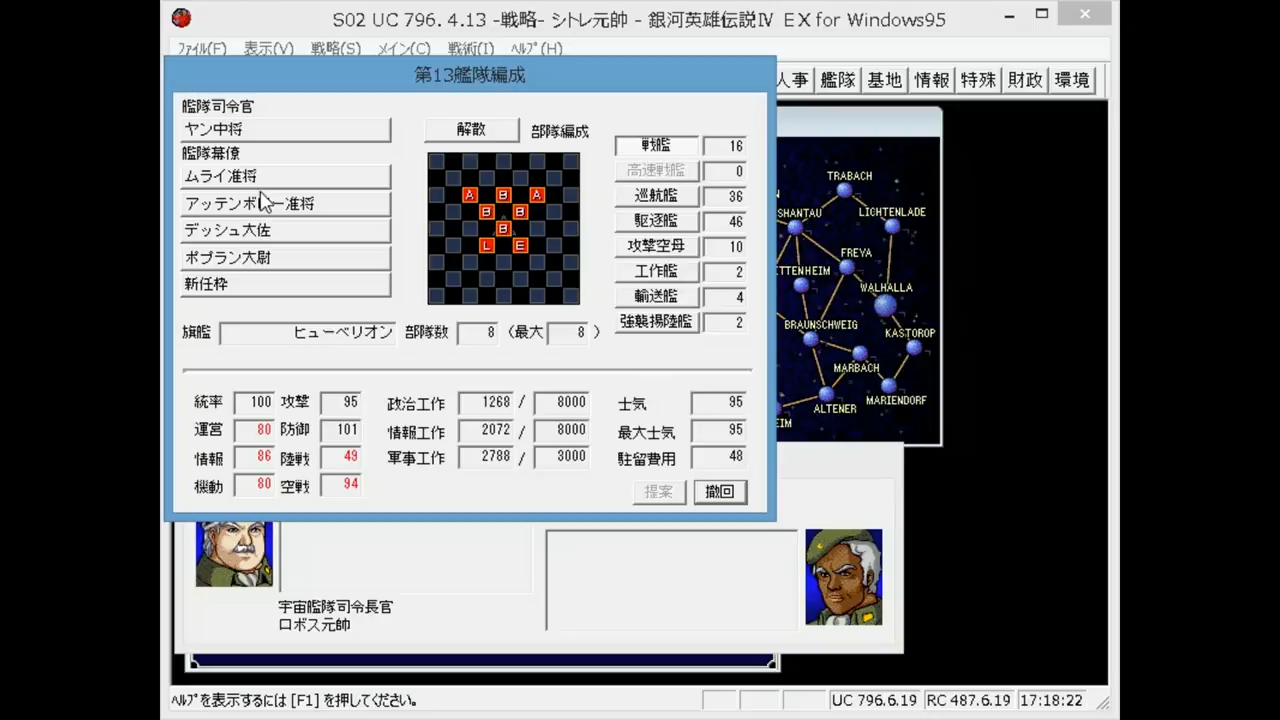 S02 UC 796. 4.13 -戦略- シトレ元帥 - 銀河英雄伝説Ⅳ EX for Windows95
ﾌｧｲﾙ(F) 表示(V) 戦略(S) メイン(C) 戦術(I) ﾍﾙﾌﾟ(H)
人事 艦隊 基地 情報 特殊 財政 環境
第13艦隊編成
艦隊司令官
ヤン中将
艦隊幕僚
ムライ准将
アッテンボロー准将
デッシュ大佐
ポプラン大尉
新任枠
解散 部隊編成
A B A
B B
B
L E
戦艦 16
高速戦艦 0
巡航艦 36
駆逐艦 46
攻撃空母 10
工作艦 2
輸送艦 4
強襲揚陸艦 2
旗艦 ヒューベリオン 部隊数 8 (最大 8 )
統率 100 攻撃 95 政治工作 1268 / 8000 士気 95
運営 80 防御 101 情報工作 2072 / 8000 最大士気 95
情報 86 陸戦 49 軍事工作 2788 / 3000 駐留費用 48
機動 80 空戦 94
提案 撤回
TRABACH
SHANTAU
LICHTENLADE
FREYA
TTENHEIM
WALHALLA
BRAUNSCHWEIG
KASTOROP
MARBACH
MARIENDORF
ALTENER
EIM
宇宙艦隊司令長官
ロボス元帥
ﾍﾙﾌﾟを表示するには [F1] を押してください。
UC 796.6.19 RC 487.6.19 17:18:22